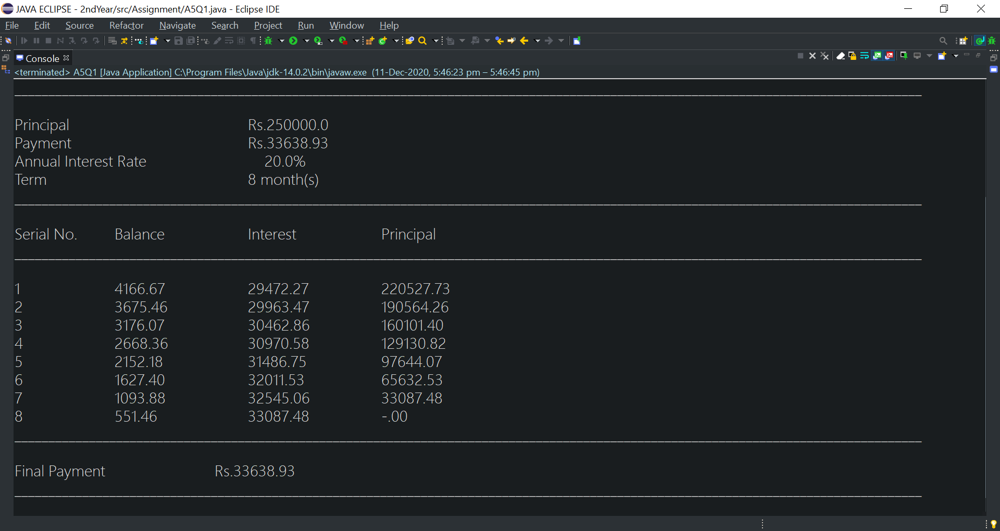 JAVA ECLIPSE - 2ndYear/src/Assignment/A5Q1.java - Eclipse IDE
File Edit Source Refactor Navigate Search Project Run Window Help
Console
<terminated> A5Q1 [Java Application] C:\Program Files\Java\jdk-14.0.2\bin\javaw.exe (11-Dec-2020, 5:46:23 pm – 5:46:45 pm)
Principal Rs.250000.0
Payment Rs.33638.93
Annual Interest Rate 20.0%
Term 8 month(s)
Serial No. Balance Interest Principal
1 4166.67 29472.27 220527.73
2 3675.46 29963.47 190564.26
3 3176.07 30462.86 160101.40
4 2668.36 30970.58 129130.82
5 2152.18 31486.75 97644.07
6 1627.40 32011.53 65632.53
7 1093.88 32545.06 33087.48
8 551.46 33087.48 -.00
Final Payment Rs.33638.93